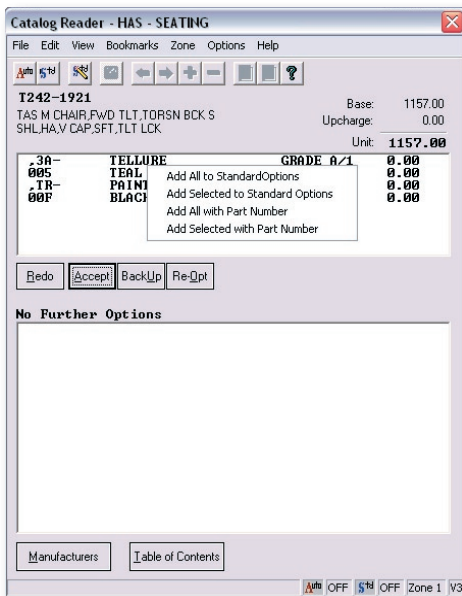 Catalog Reader - HAS - SEATING
File Edit View Bookmarks Zone Options Help
Auto Std
T242-1921
TAS M CHAIR,FWD TLT,TORSN BCK S
SHL,HA,V CAP,SFT,TLT LCK
Base: 1157.00
Upcharge: 0.00
Unit: 1157.00
,3A- TELLURE GRADE A/1 0.00
005 TEAL 0.00
,TR- PAINT 0.00
00F 0.00
Add All to StandardOptions
Add Selected to Standard Options
Add All with Part Number
Add Selected with Part Number
Redo Accept BackUp Re-Opt
No Further Options
Manufacturers Table of Contents
Auto OFF Std OFF Zone 1 V3